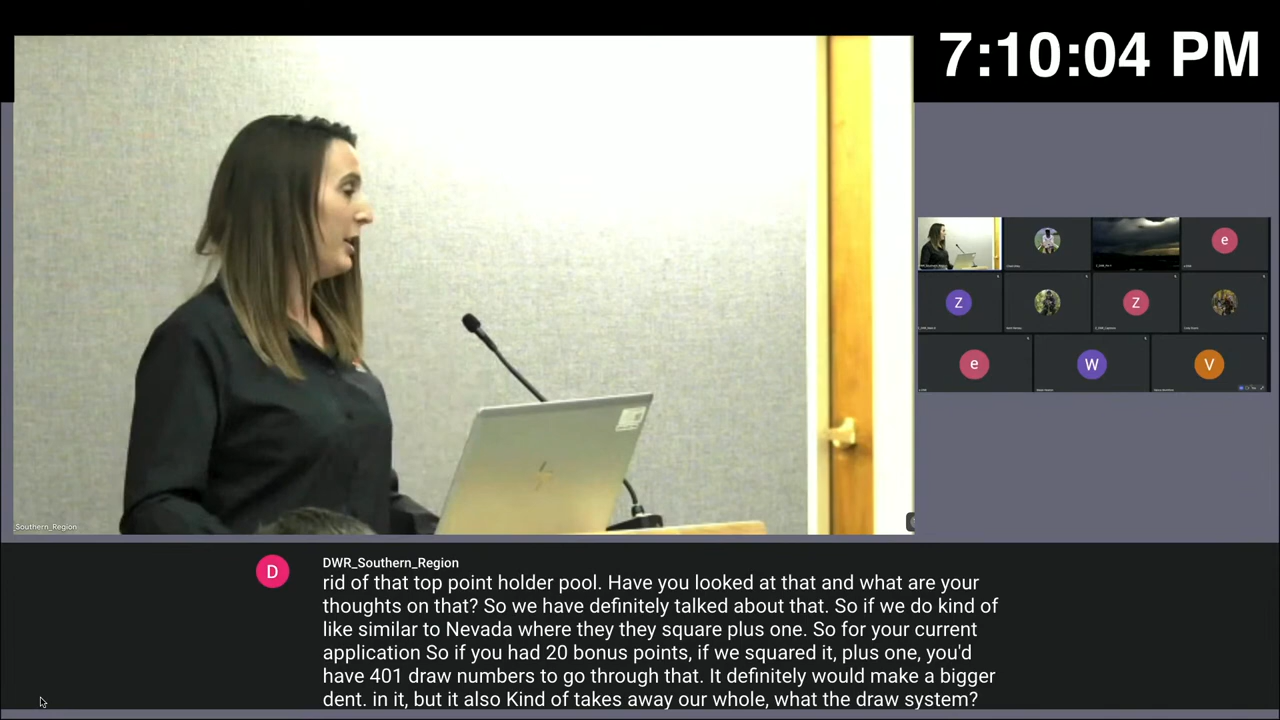 7:10:04 PM
_Southern_Region
e
Z
Z
e
W
V
D
DWR_Southern_Region
rid of that top point holder pool. Have you looked at that and what are your
thoughts on that? So we have definitely talked about that. So if we do kind of
like similar to Nevada where they they square plus one. So for your current
application So if you had 20 bonus points, if we squared it, plus one, you'd
have 401 draw numbers to go through that. It definitely would make a bigger
dent. in it, but it also Kind of takes away our whole, what the draw system?